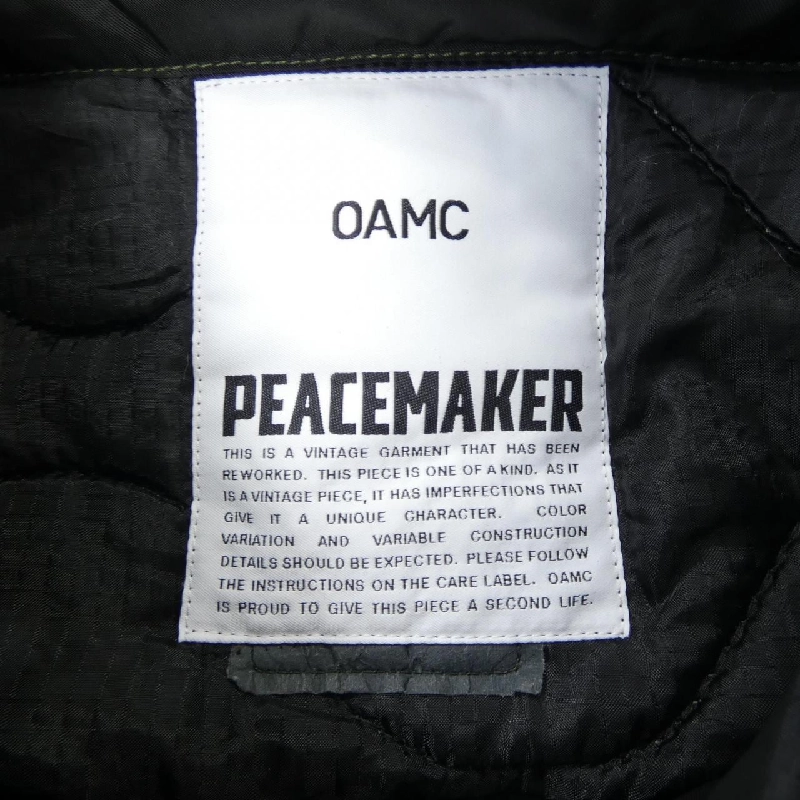 OAMC
PEACEMAKER
THIS IS A VINTAGE GARMENT THAT HAS BEEN
REWORKED. THIS PIECE IS ONE OF A KIND. AS IT
IS A VINTAGE PIECE, IT HAS IMPERFECTIONS THAT
GIVE IT A UNIQUE CHARACTER. COLOR
VARIATION AND VARIABLE CONSTRUCTION
DETAILS SHOULD BE EXPECTED. PLEASE FOLLOW
THE INSTRUCTIONS ON THE CARE LABEL. OAMC
IS PROUD TO GIVE THIS PIECE A SECOND LIFE.